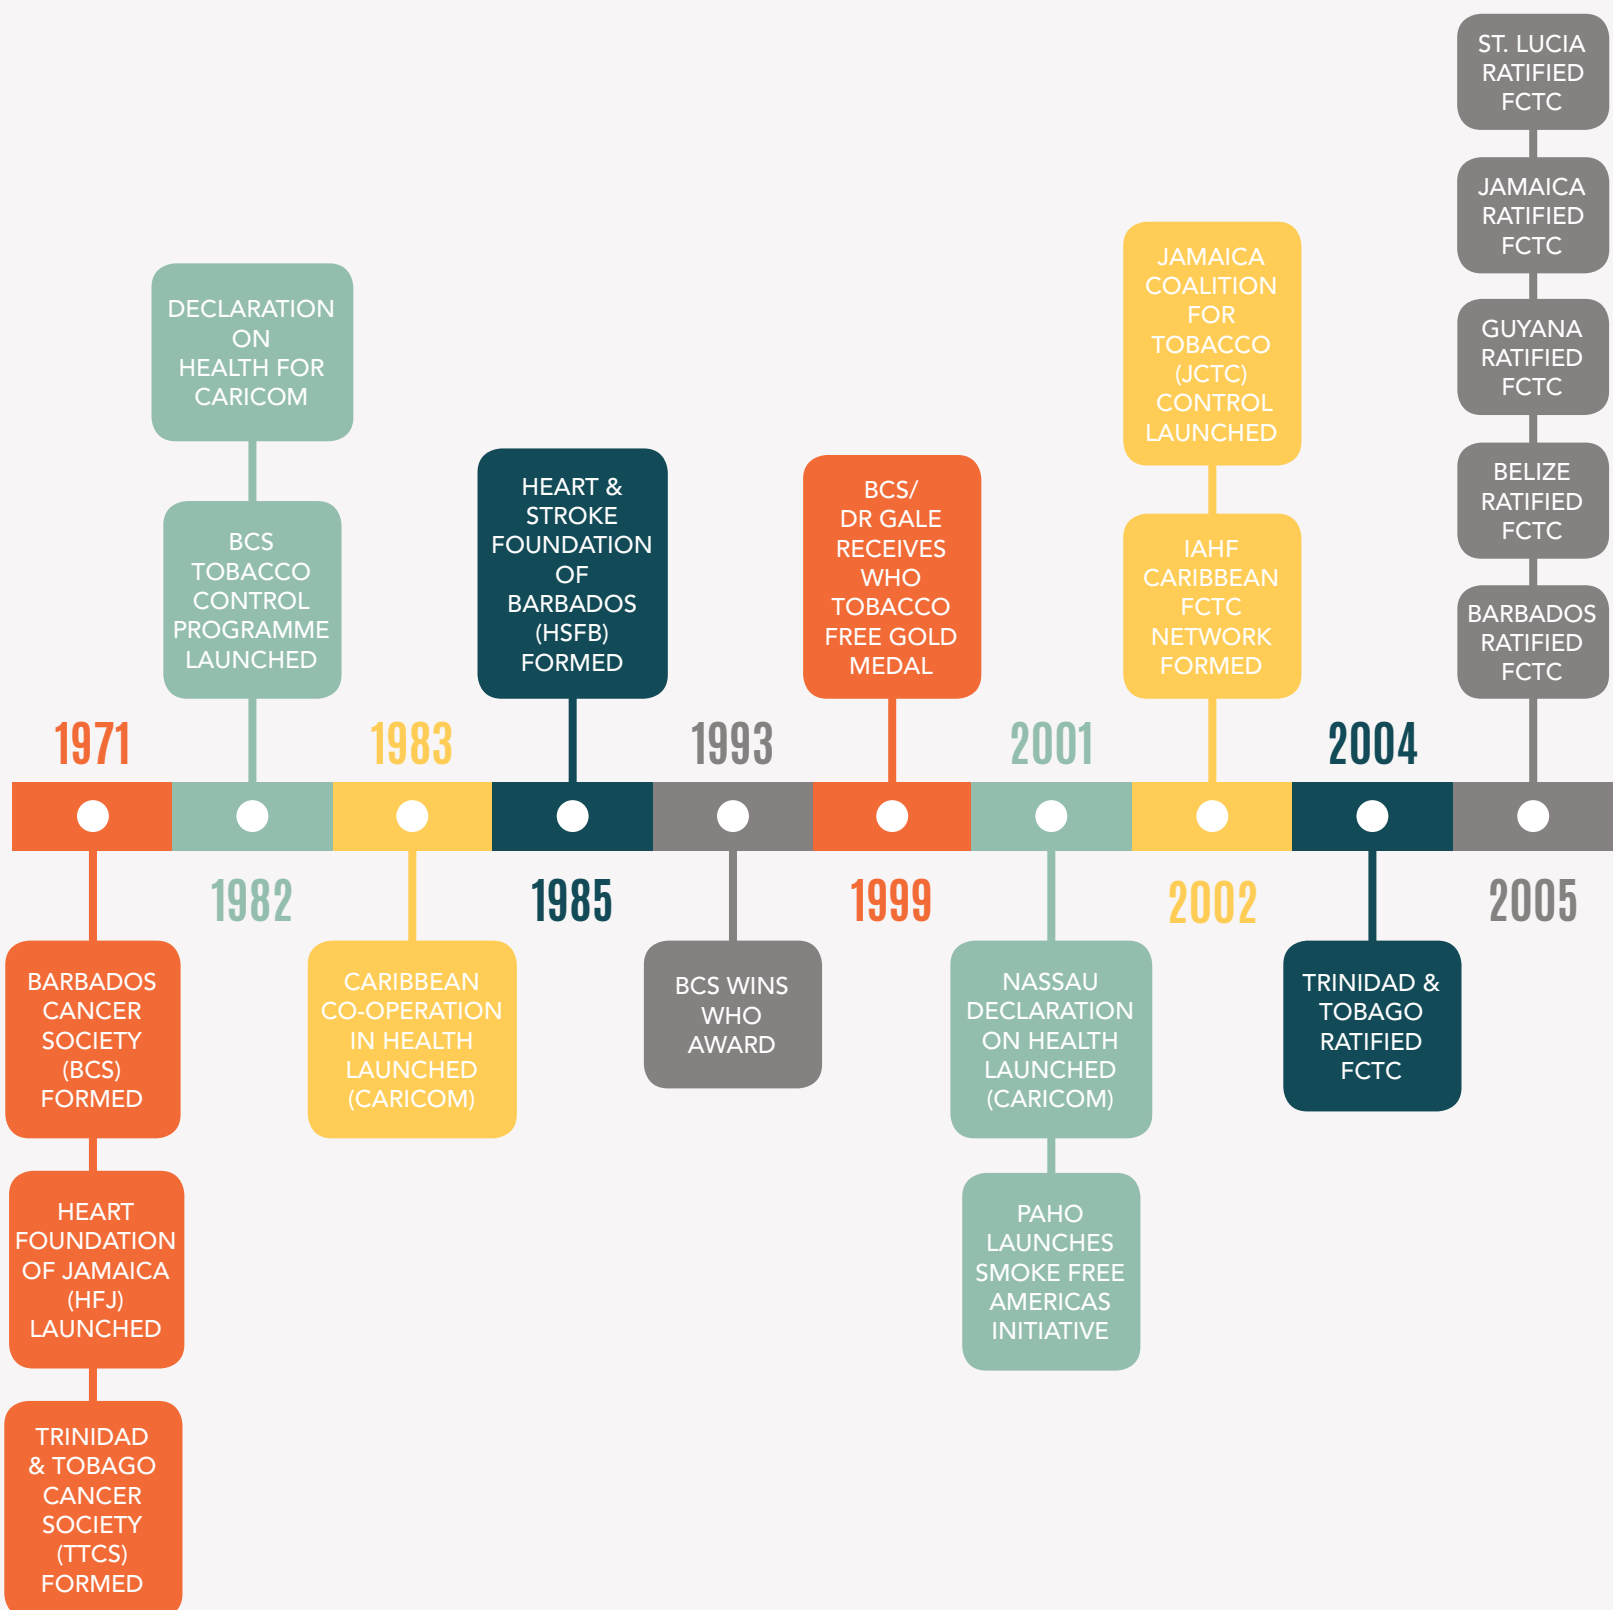 1971
BARBADOS
CANCER
SOCIETY
(BCS)
FORMED
HEART
FOUNDATION
OF JAMAICA
(HFJ)
LAUNCHED
TRINIDAD
& TOBAGO
CANCER
SOCIETY
(TTCS)
FORMED
DECLARATION
ON
HEALTH FOR
CARICOM
BCS
TOBACCO
CONTROL
PROGRAMME
LAUNCHED
1982
1983
CARIBBEAN
CO-OPERATION
IN HEALTH
LAUNCHED
(CARICOM)
HEART &
STROKE
FOUNDATION
OF
BARBADOS
(HSFB)
FORMED
1985
1993
BCS WINS
WHO
AWARD
BCS/
DR GALE
RECEIVES
WHO
TOBACCO
FREE GOLD
MEDAL
1999
2001
NASSAU
DECLARATION
ON HEALTH
LAUNCHED
(CARICOM)
PAHO
LAUNCHES
SMOKE FREE
AMERICAS
INITIATIVE
JAMAICA
COALITION
FOR
TOBACCO
(JCTC)
CONTROL
LAUNCHED
IAHF
CARIBBEAN
FCTC
NETWORK
FORMED
2002
2004
TRINIDAD &
TOBAGO
RATIFIED
FCTC
ST. LUCIA
RATIFIED
FCTC
JAMAICA
RATIFIED
FCTC
GUYANA
RATIFIED
FCTC
BELIZE
RATIFIED
FCTC
BARBADOS
RATIFIED
FCTC
2005